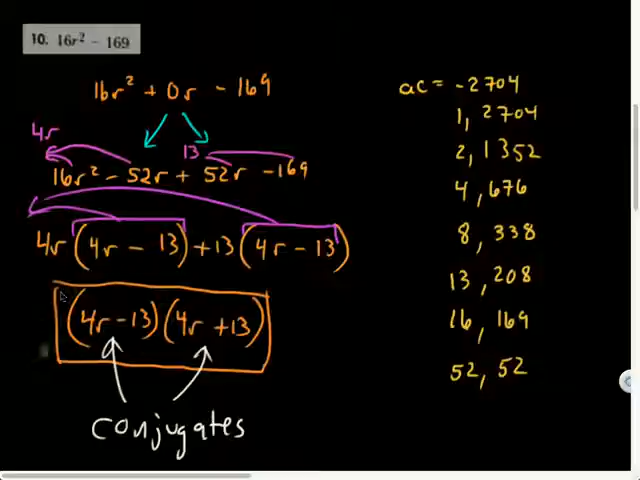 10. 16r² − 169
16r² + 0r − 169
4r
13
16r² − 52r + 52r − 169
4r(4r − 13) + 13(4r − 13)
(4r − 13)(4r + 13)
conjugates
ac = −2704
1, 2704
2, 1352
4, 676
8, 338
13, 208
16, 169
52, 52